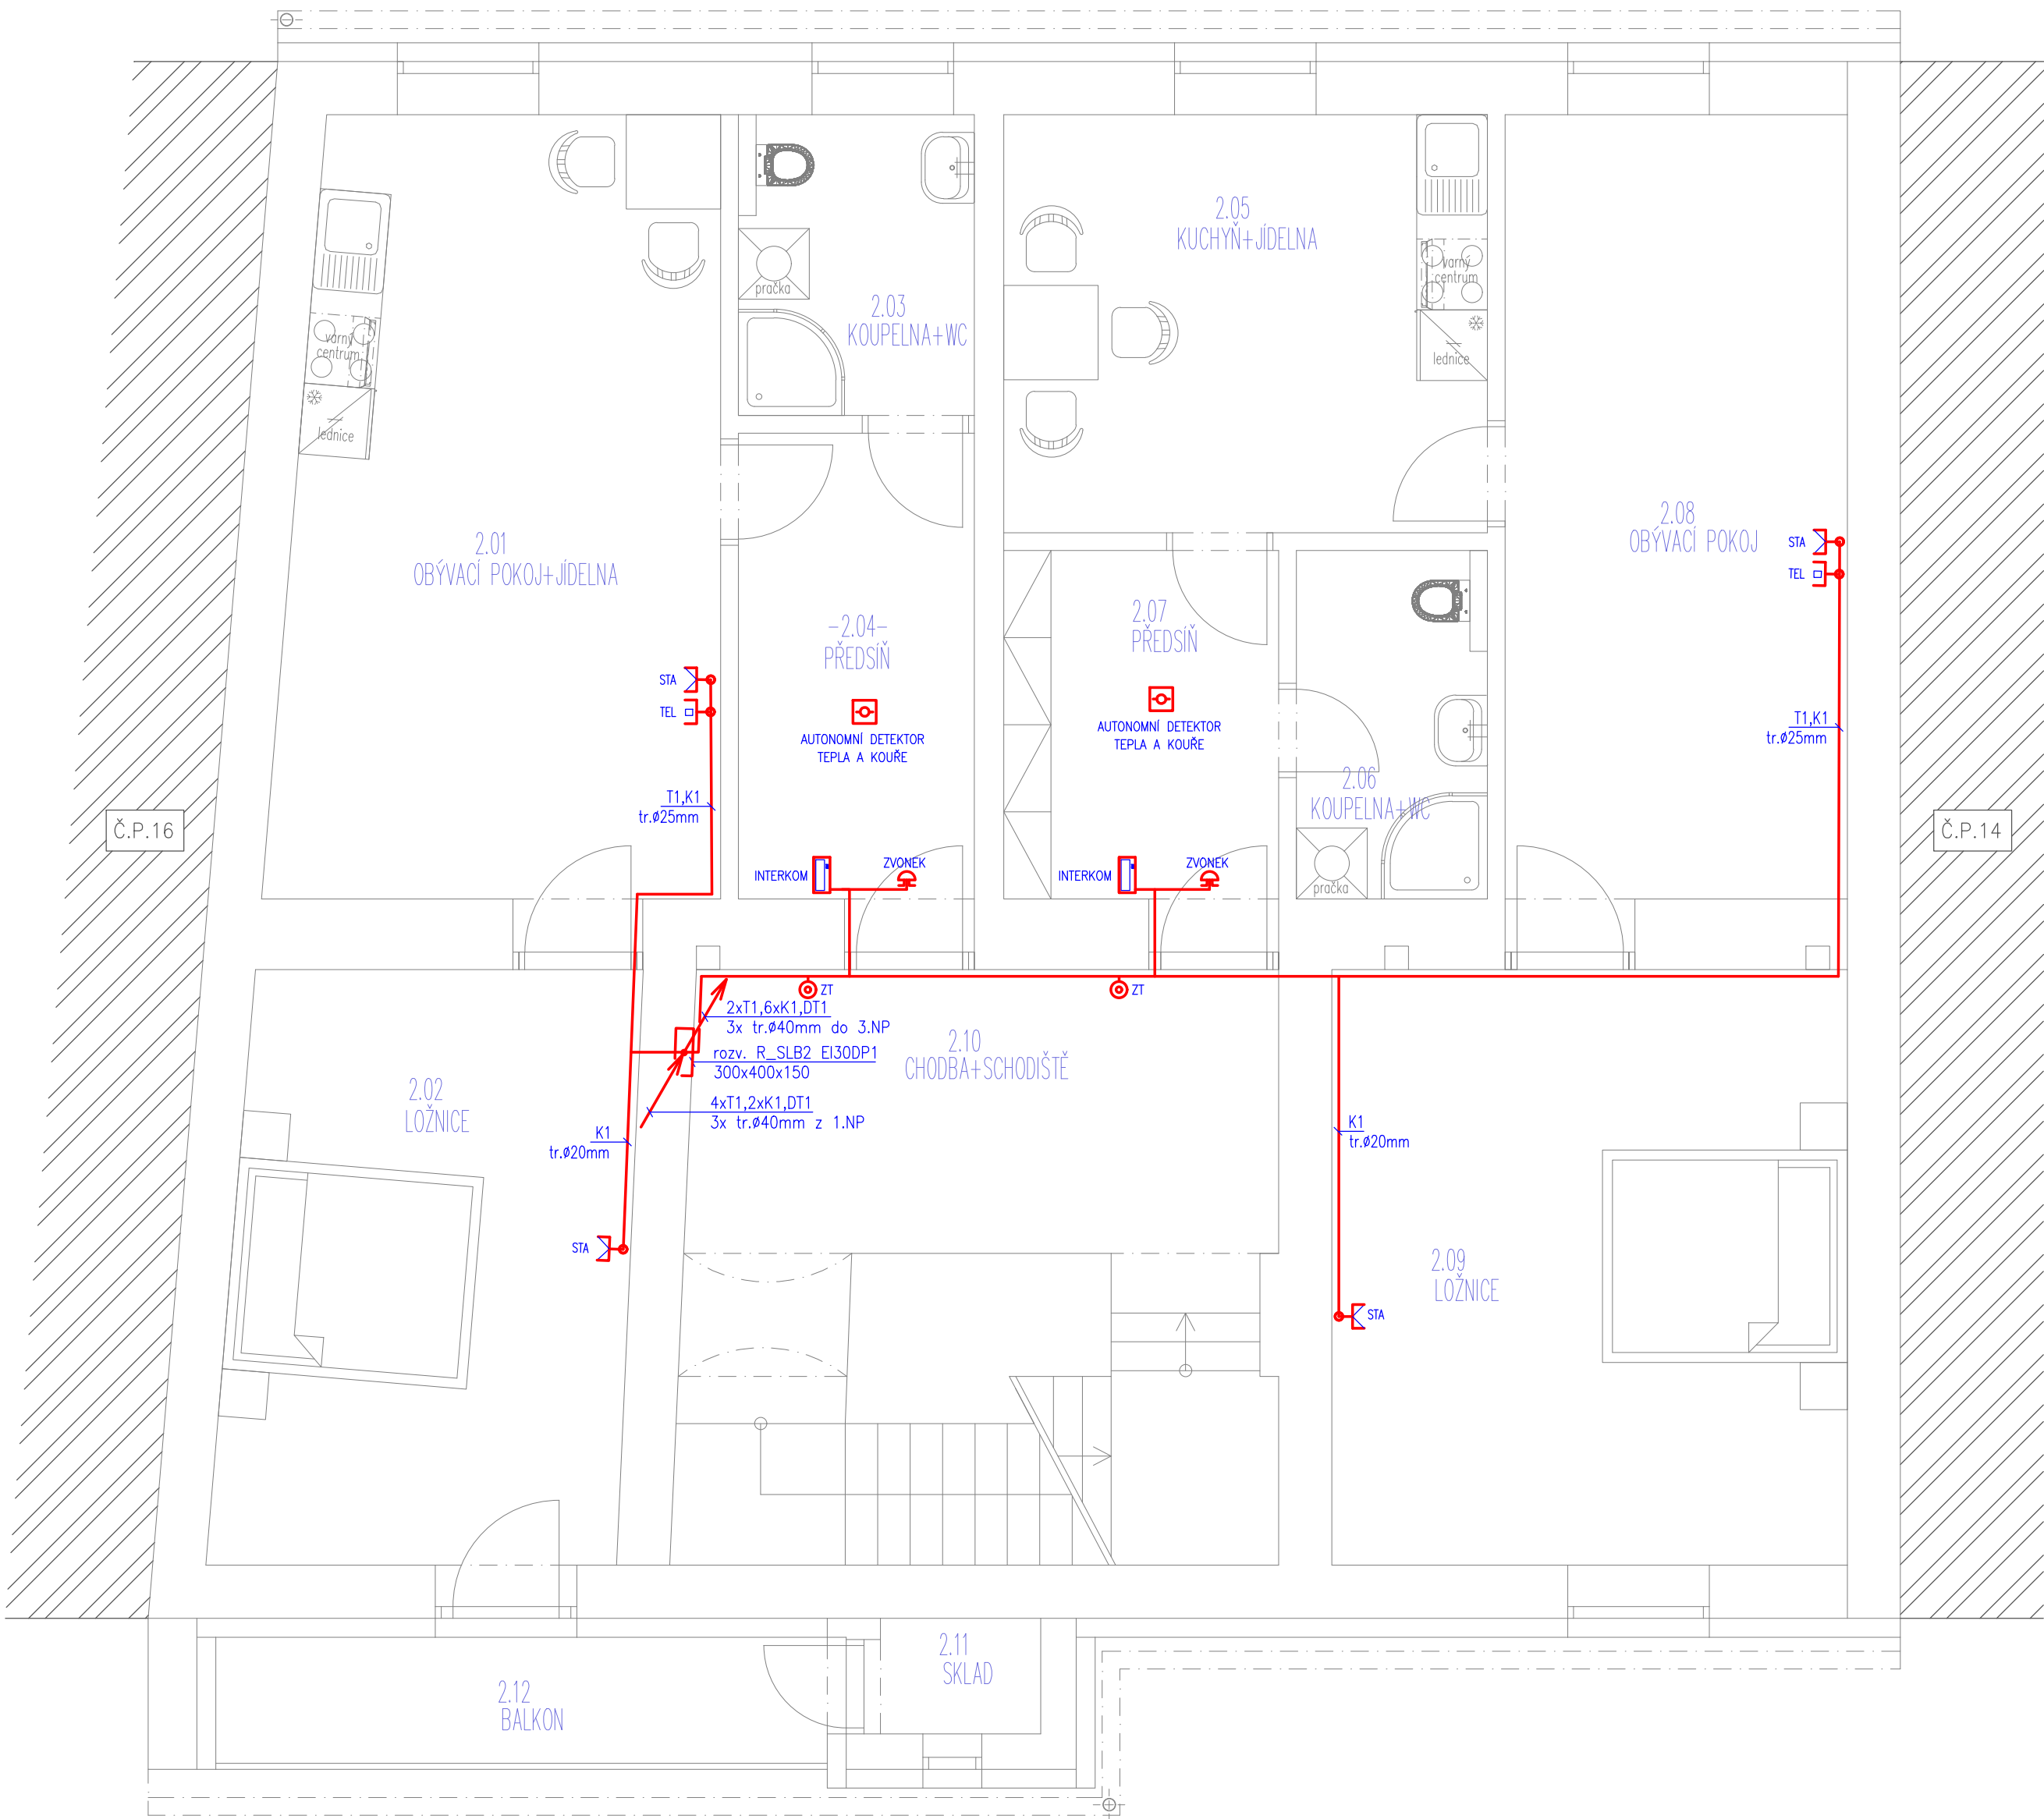 2.05
KUCHYŇ+JÍDELNA
varný
centrum
lednice
pračka
2.03
KOUPELNA+WC
varný
centrum
lednice
2.01
OBÝVACÍ POKOJ+JÍDELNA
2.08
OBÝVACÍ POKOJ
STA
TEL
-2.04-
PŘEDSÍŇ
2.07
PŘEDSÍŇ
STA
TEL
AUTONOMNÍ DETEKTOR
TEPLA A KOUŘE
AUTONOMNÍ DETEKTOR
TEPLA A KOUŘE
T1,K1
tr.ø25mm
2.06
KOUPELNA+WC
T1,K1
tr.ø25mm
Č.P.16
Č.P.14
INTERKOM
ZVONEK
INTERKOM
ZVONEK
pračka
ZT
ZT
2xT1,6xK1,DT1
3x tr.ø40mm do 3.NP
rozv. R_SLB2 EI30DP1
300x400x150
2.10
CHODBA+SCHODIŠTĚ
2.02
LOŽNICE
4xT1,2xK1,DT1
3x tr.ø40mm z 1.NP
K1
tr.ø20mm
K1
tr.ø20mm
STA
2.09
LOŽNICE
STA
2.11
SKLAD
2.12
BALKON